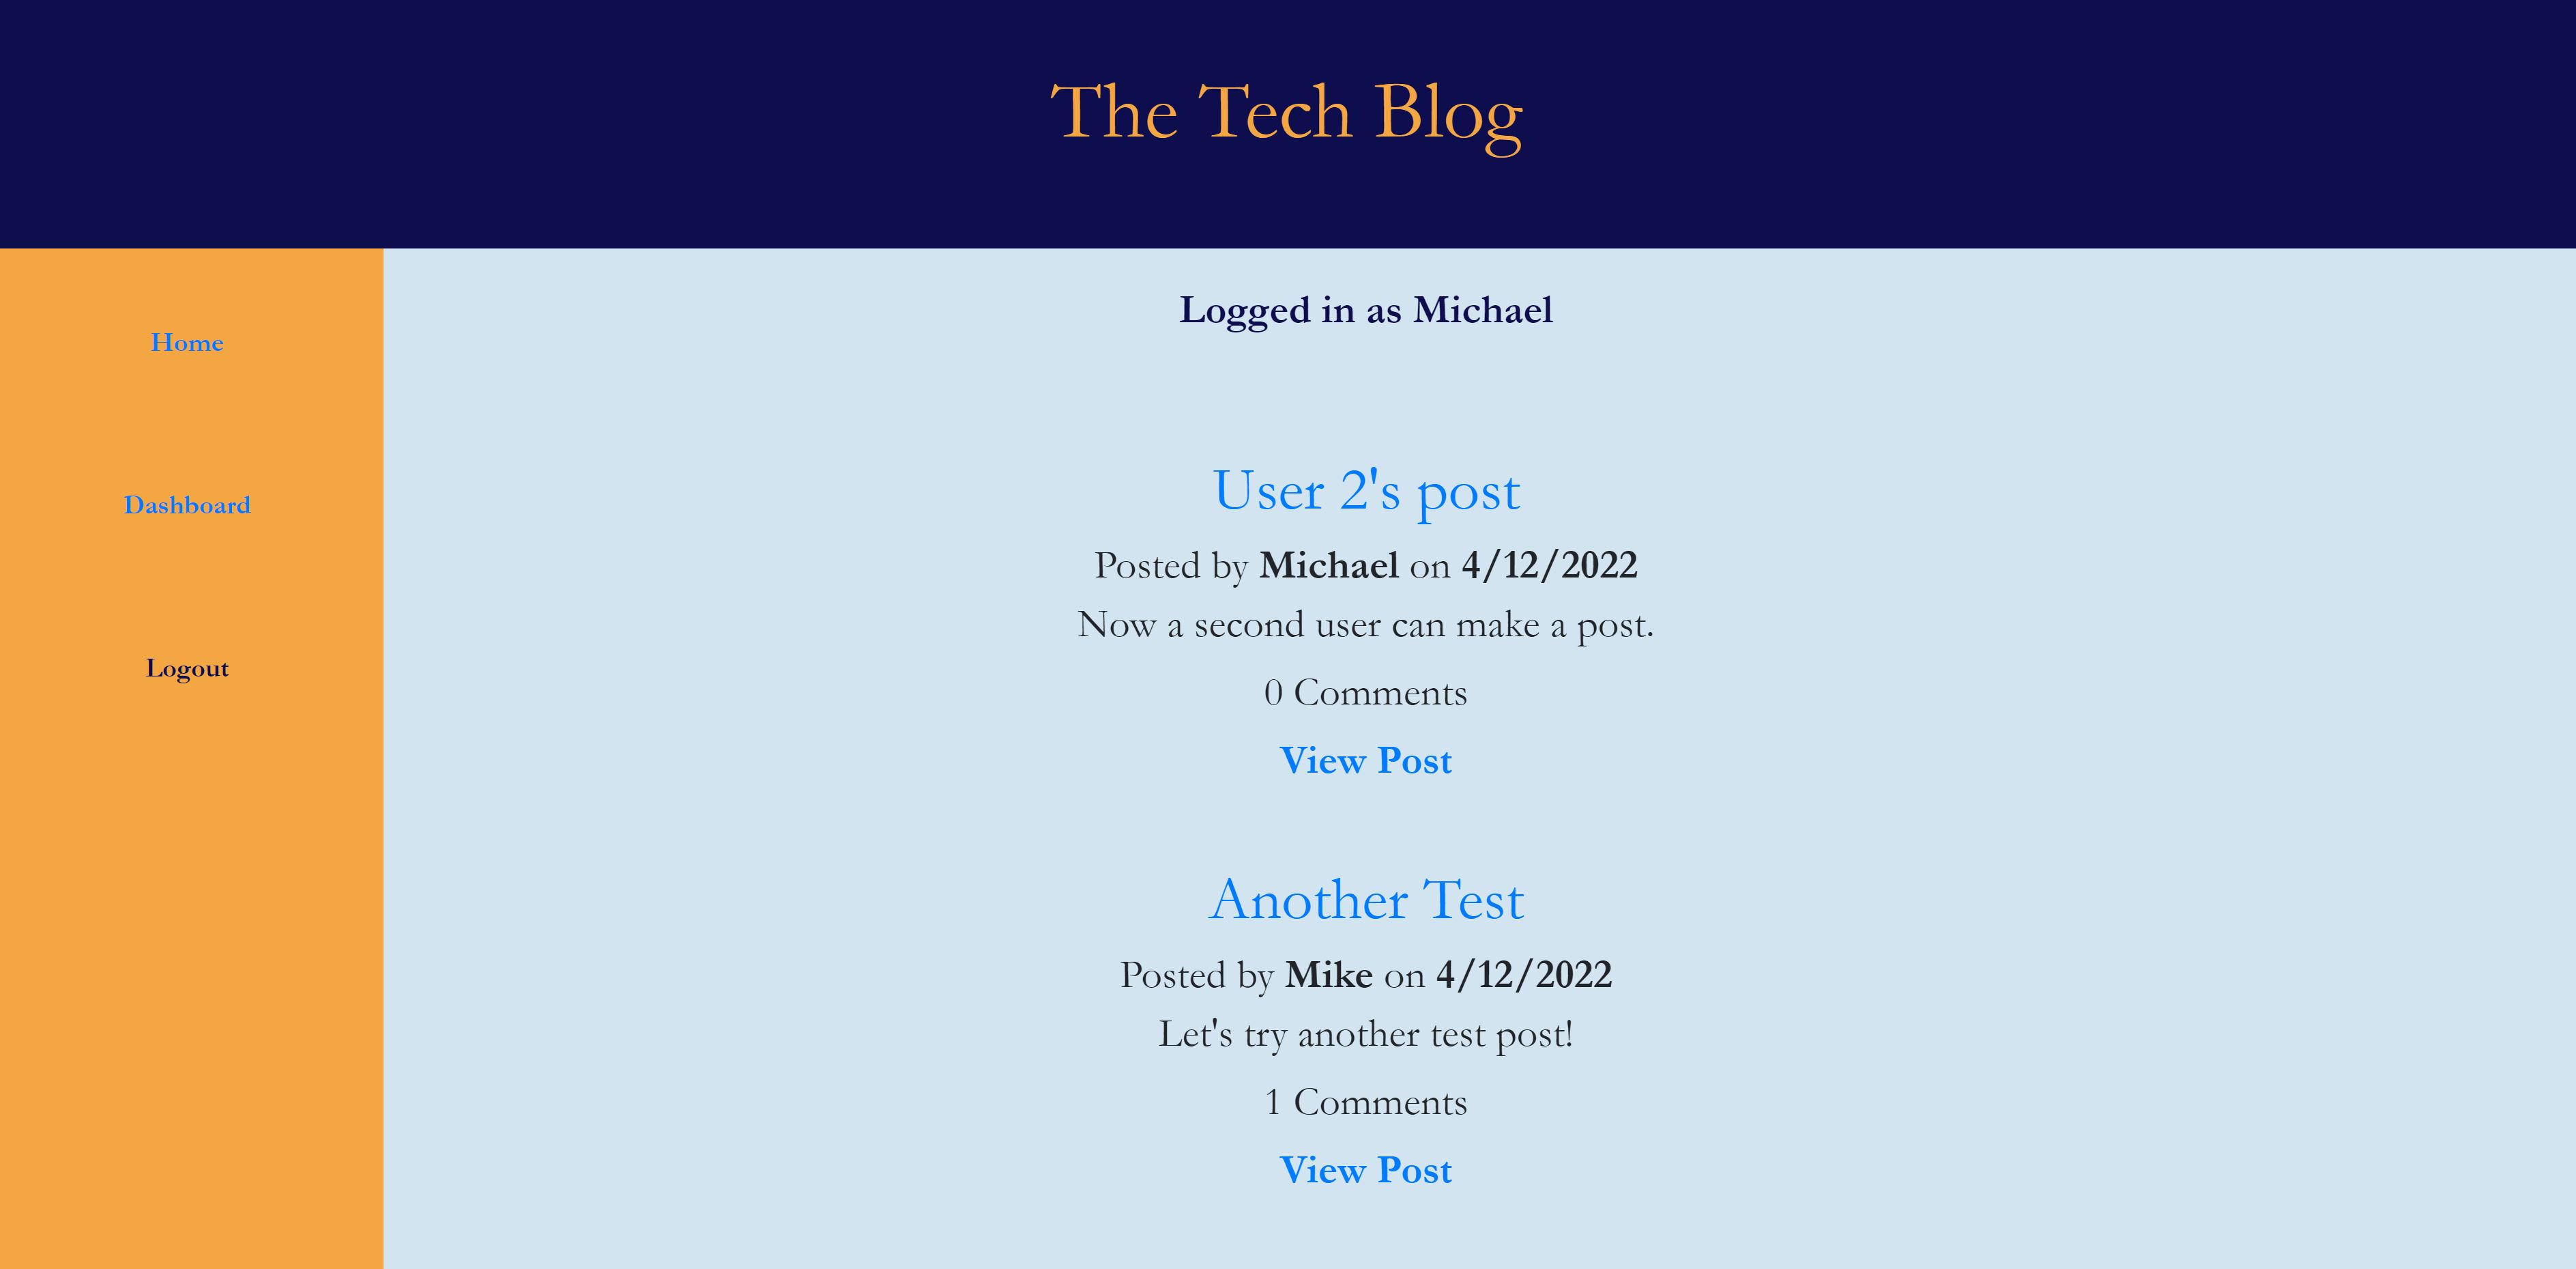 The Tech Blog
Home
Dashboard
Logout
Logged in as Michael
User 2's post
Posted by Michael on 4/12/2022
Now a second user can make a post.
0 Comments
View Post
Another Test
Posted by Mike on 4/12/2022
Let's try another test post!
1 Comments
View Post